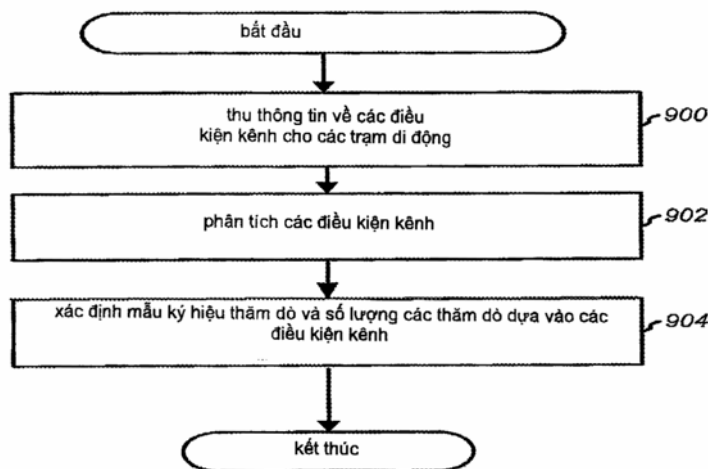 bắt đầu
thu thông tin về các điều
kiện kênh cho các trạm di động
900
phân tích các điều kiện kênh
902
xác định mẫu ký hiệu thăm dò và số lượng các thăm dò dựa vào các
điều kiện kênh
904
kết thúc